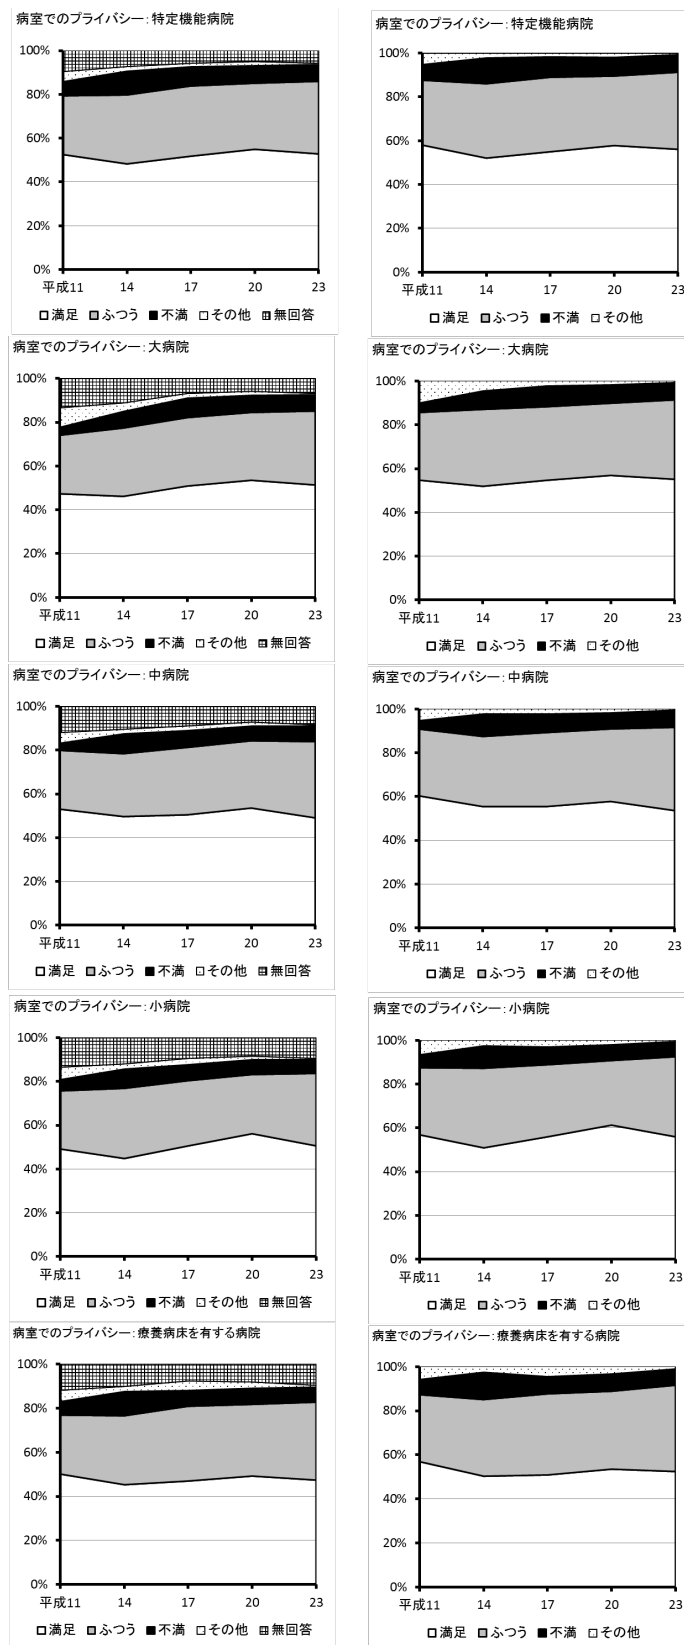 病室でのプライバシー：特定機能病院
100%
80%
60%
40%
20%
0%
平成11 14 17 20 23
□満足 ■ふつう ■不満 □その他 ■無回答
病室でのプライバシー：特定機能病院
100%
80%
60%
40%
20%
0%
平成11 14 17 20 23
□満足 ■ふつう ■不満 □その他
病室でのプライバシー：大病院
100%
80%
60%
40%
20%
0%
平成11 14 17 20 23
□満足 ■ふつう ■不満 □その他 ■無回答
病室でのプライバシー：大病院
100%
80%
60%
40%
20%
0%
平成11 14 17 20 23
□満足 ■ふつう ■不満 □その他
病室でのプライバシー：中病院
100%
80%
60%
40%
20%
0%
平成11 14 17 20 23
□満足 ■ふつう ■不満 □その他 ■無回答
病室でのプライバシー：中病院
100%
80%
60%
40%
20%
0%
平成11 14 17 20 23
□満足 ■ふつう ■不満 □その他
病室でのプライバシー：小病院
100%
80%
60%
40%
20%
0%
平成11 14 17 20 23
□満足 ■ふつう ■不満 □その他 ■無回答
病室でのプライバシー：小病院
100%
80%
60%
40%
20%
0%
平成11 14 17 20 23
□満足 ■ふつう ■不満 □その他
病室でのプライバシー：療養病床を有する病院
100%
80%
60%
40%
20%
0%
平成11 14 17 20 23
□満足 ■ふつう ■不満 □その他 ■無回答
病室でのプライバシー：療養病床を有する病院
100%
80%
60%
40%
20%
0%
平成11 14 17 20 23
□満足 ■ふつう ■不満 □その他